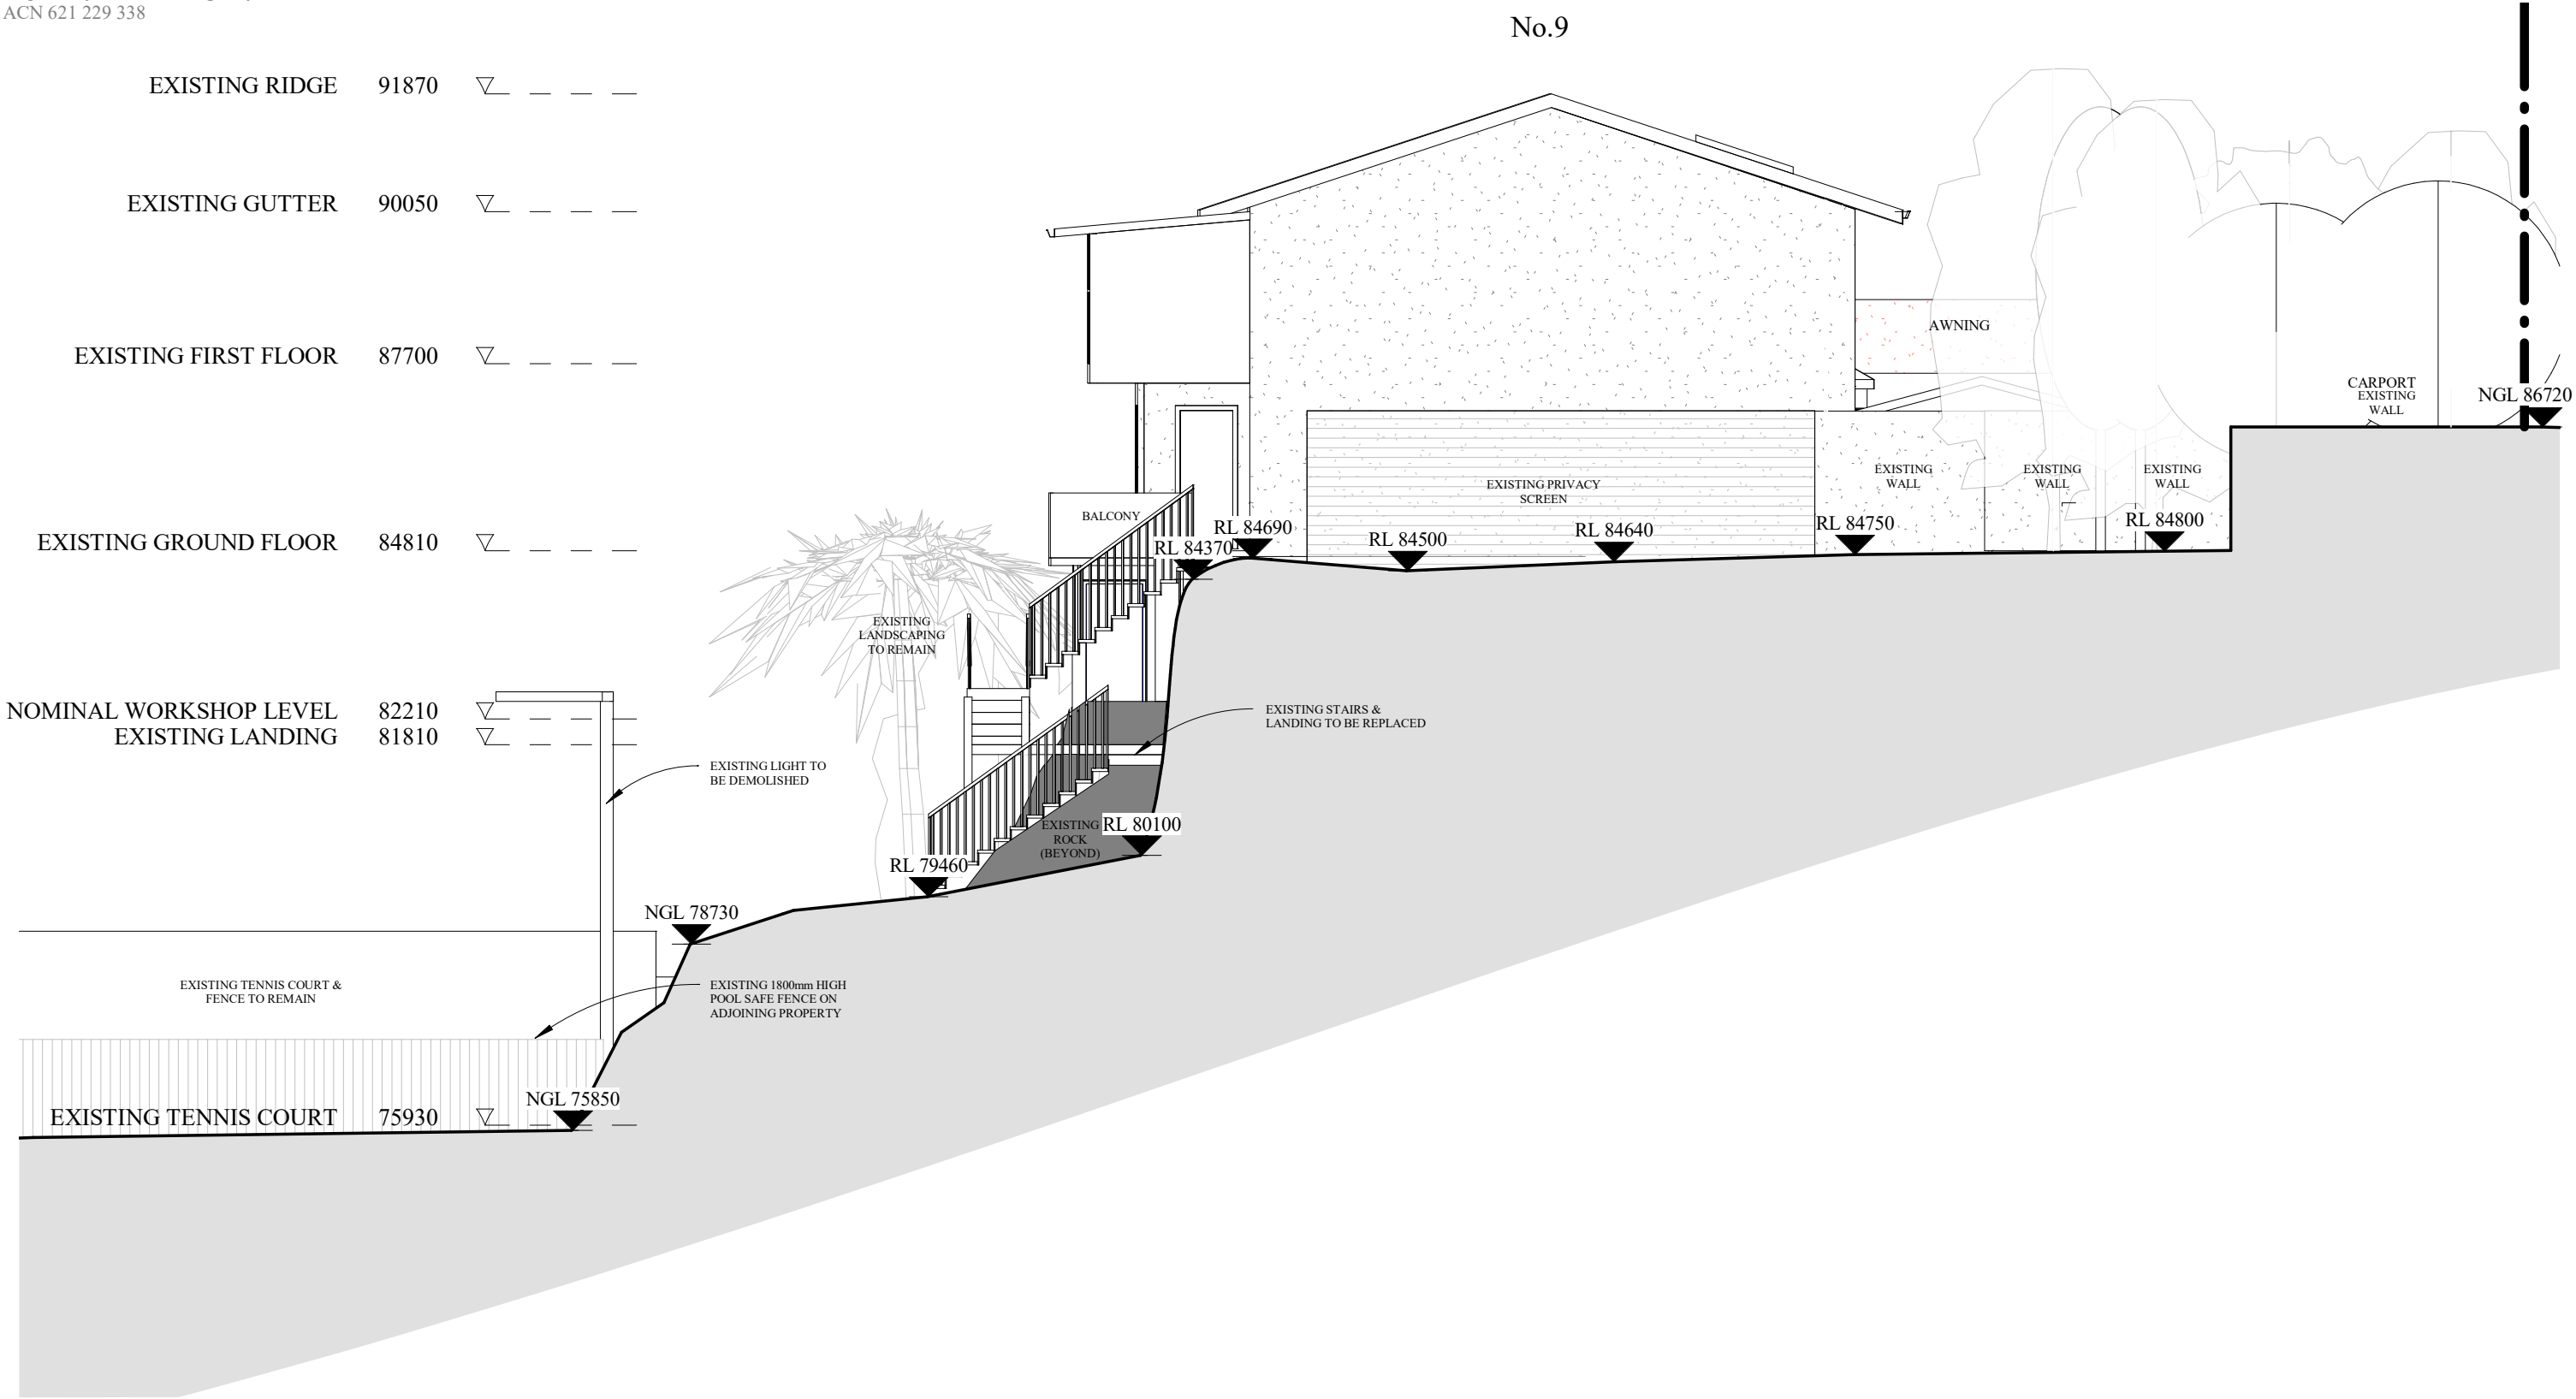 ACN 621 229 338
No.9
EXISTING RIDGE 91870
EXISTING GUTTER 90050
AWNING
EXISTING FIRST FLOOR 87700
CARPORT
EXISTING
WALL
NGL 86720
EXISTING
WALL
EXISTING
WALL
EXISTING
WALL
EXISTING PRIVACY
SCREEN
BALCONY
RL 84690
RL 84370
RL 84500
RL 84640
RL 84750
RL 84800
EXISTING GROUND FLOOR 84810
EXISTING
LANDSCAPING
TO REMAIN
NOMINAL WORKSHOP LEVEL 82210
EXISTING LANDING 81810
EXISTING STAIRS &
LANDING TO BE REPLACED
EXISTING LIGHT TO
BE DEMOLISHED
EXISTING
ROCK
(BEYOND)
RL 80100
RL 79460
NGL 78730
EXISTING TENNIS COURT &
FENCE TO REMAIN
EXISTING 1800mm HIGH
POOL SAFE FENCE ON
ADJOINING PROPERTY
NGL 75850
EXISTING TENNIS COURT 75930